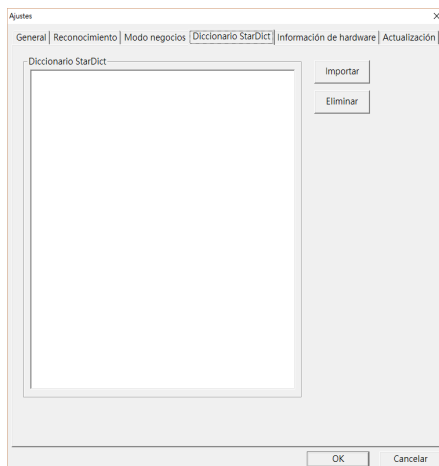 Ajustes
General Reconocimiento Modo negocios Diccionario StarDict Información de hardware Actualización
Diccionario StarDict
Importar
Eliminar
OK Cancelar